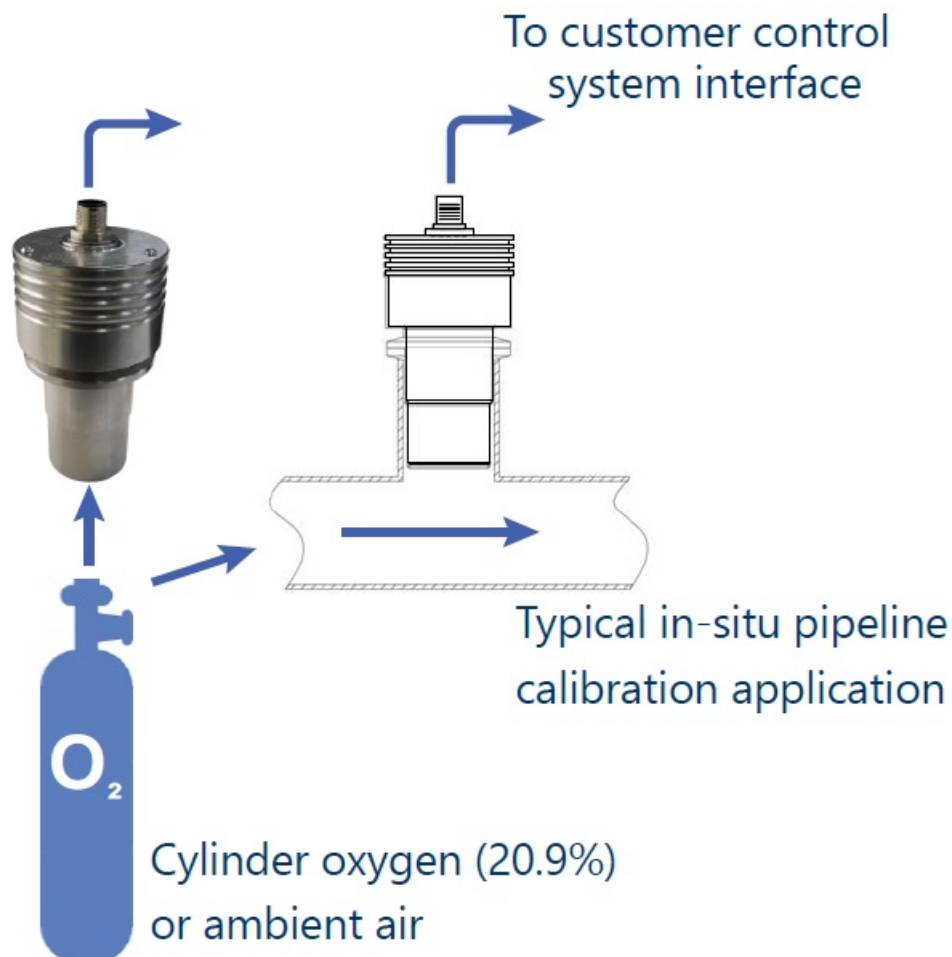 To customer control
system interface
Typical in-situ pipeline
calibration application
O₂
Cylinder oxygen (20.9%)
or ambient air